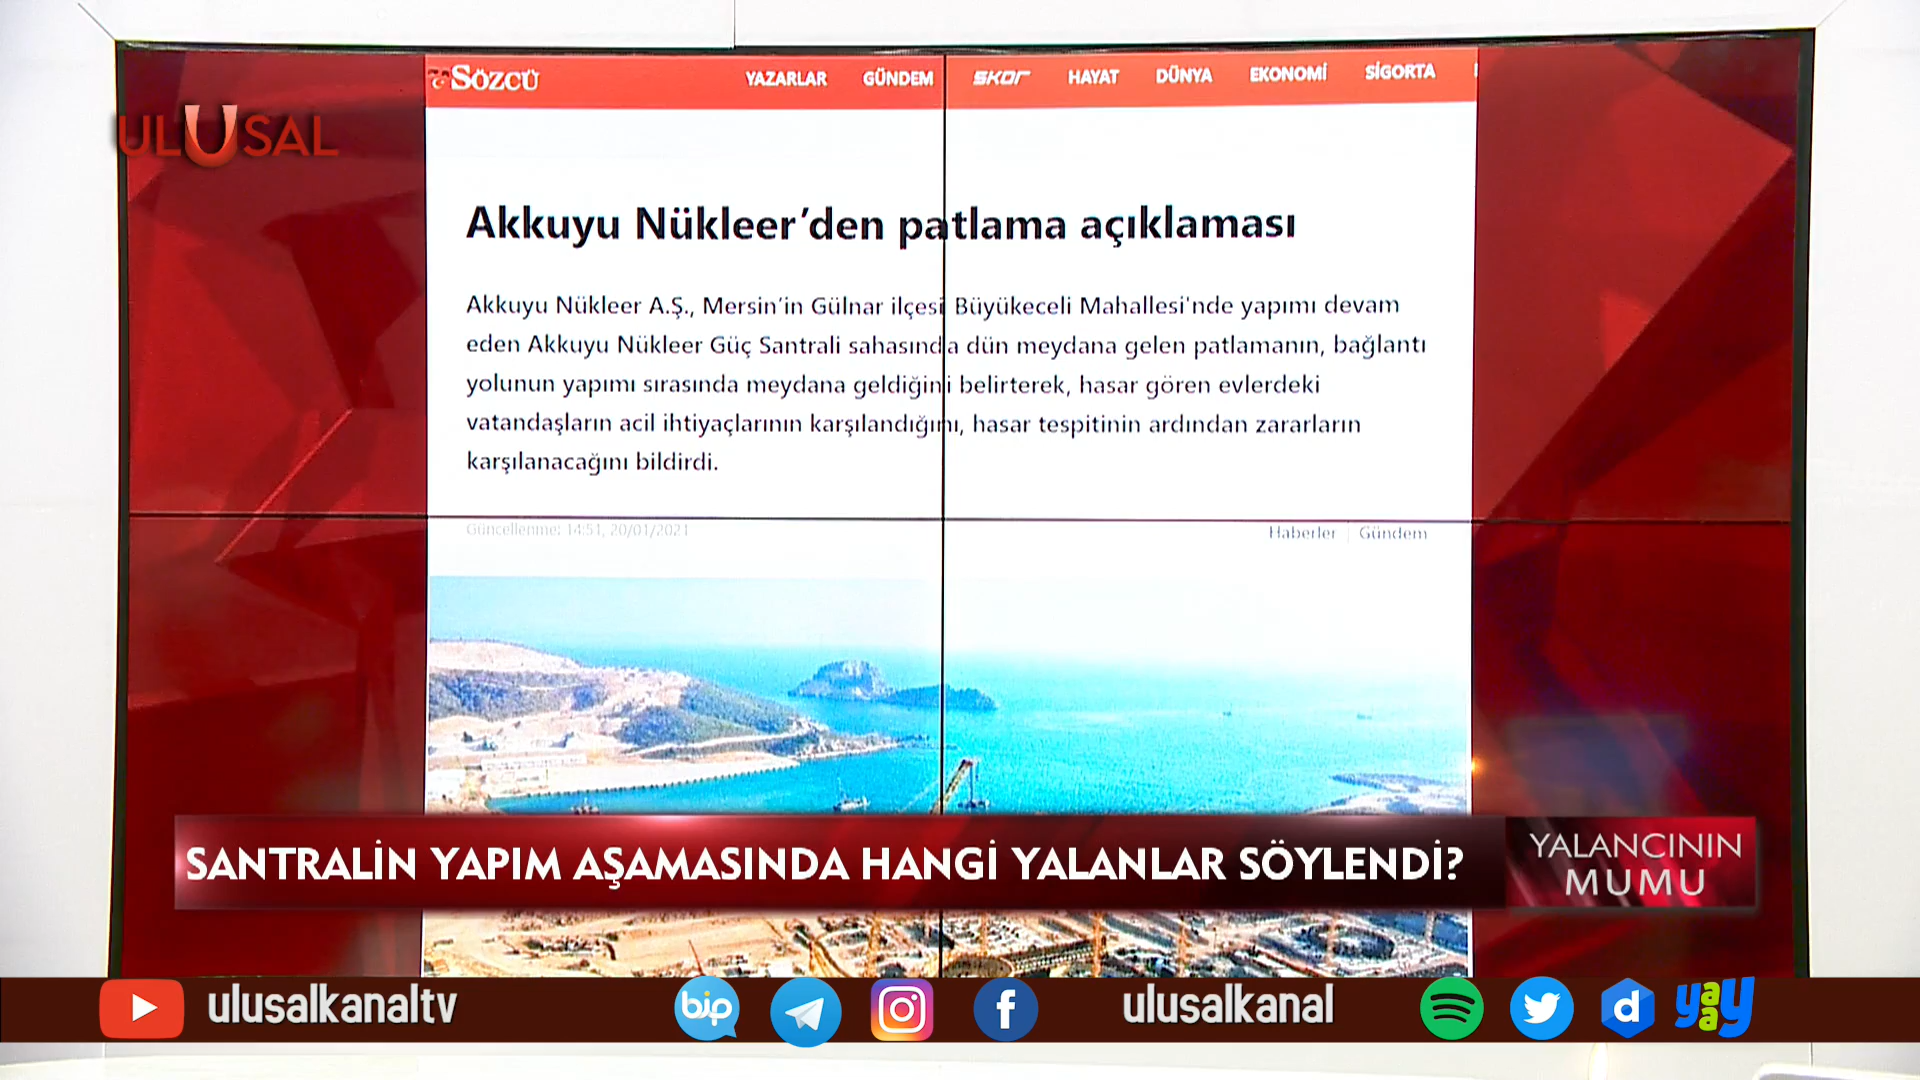 SÖZCÜ YAZARLAR GÜNDEM SKOR HAYAT DÜNYA EKONOMİ SİGORTA
ULUSAL
Akkuyu Nükleer’den patlama açıklaması
Akkuyu Nükleer A.Ş., Mersin’in Gülnar ilçesi Büyükeceli Mahallesi'nde yapımı devam
eden Akkuyu Nükleer Güç Santrali sahasında dün meydana gelen patlamanın, bağlantı
yolunun yapımı sırasında meydana geldiğini belirterek, hasar gören evlerdeki
vatandaşların acil ihtiyaçlarının karşılandığını, hasar tespitinin ardından zararların
karşılanacağını bildirdi.
Güncellenme: 14:51, 20/01/2021
Haberler Gündem
SANTRALİN YAPIM AŞAMASINDA HANGİ YALANLAR SÖYLENDİ?
YALANCININ
MUMU
ulusalkanaltv bip ulusalkanal d yaay